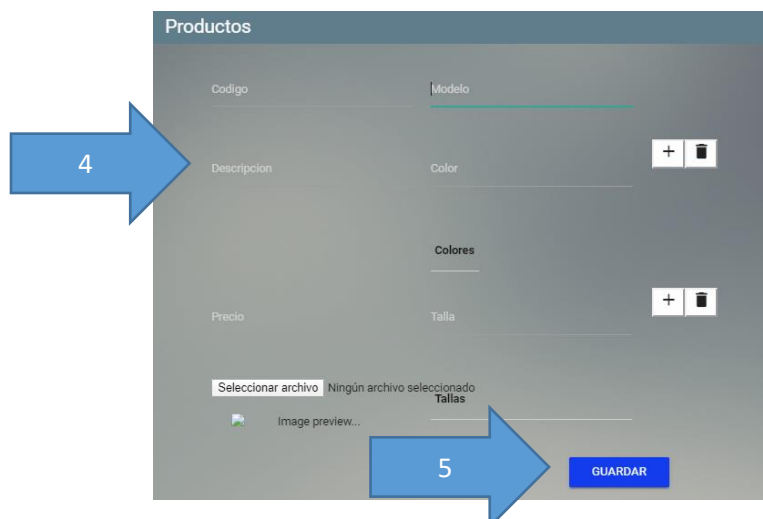 Productos
Codigo
Modelo
4
Descripcion
Color
Colores
Precio
Talla
Seleccionar archivo Ningún archivo seleccionado
Tallas
Image preview...
5
GUARDAR